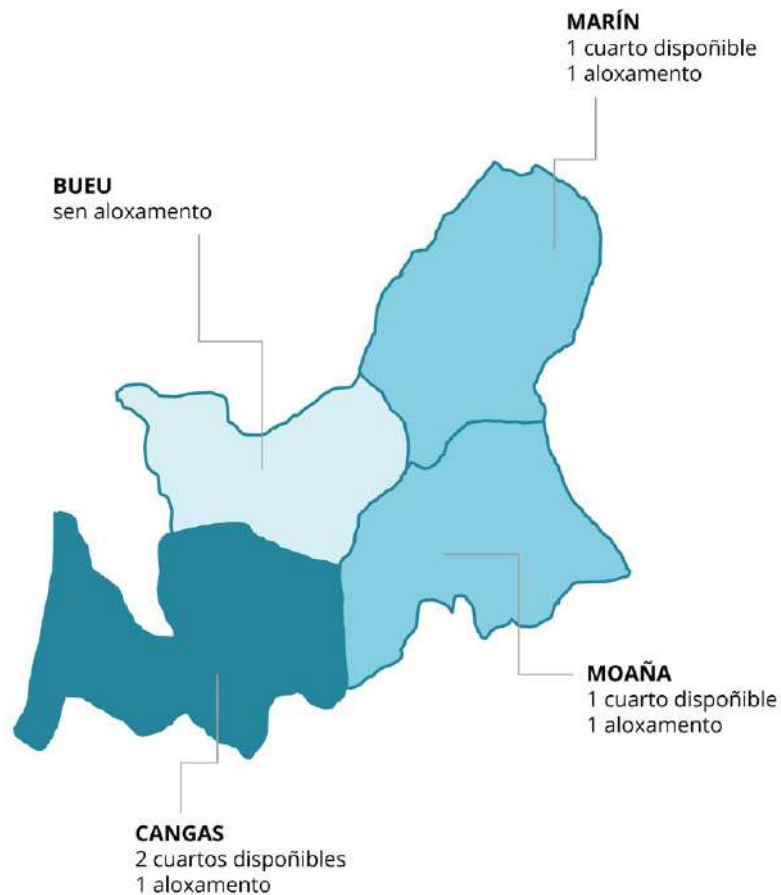 MARÍN
1 cuarto dispoñible
1 aloxamento
BUEU
sen aloxamento
MOAÑA
1 cuarto dispoñible
1 aloxamento
CANGAS
2 cuartos dispoñibles
1 aloxamento